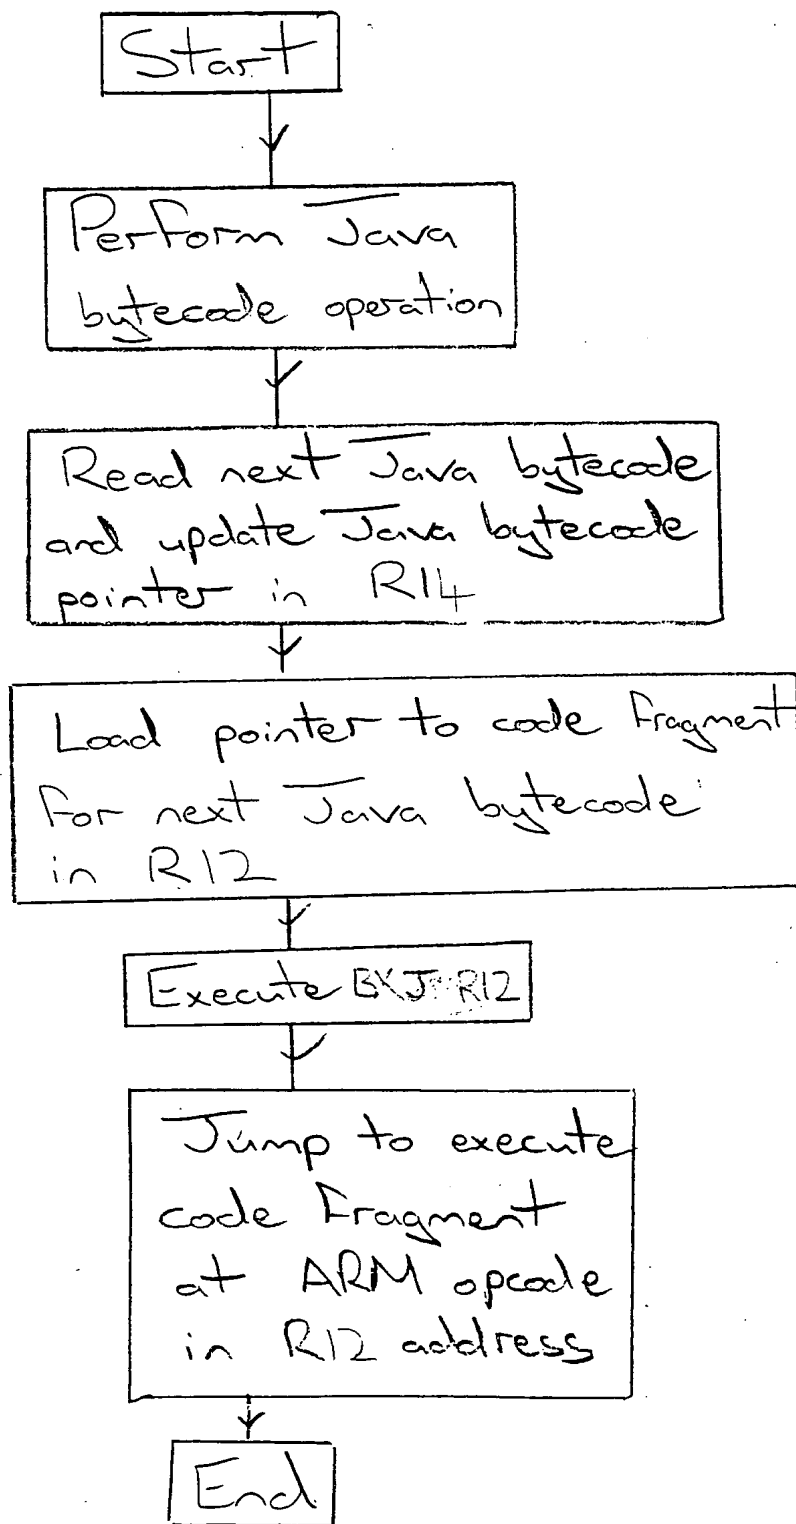 Start
Perform Java
bytecode operation
Read next Java bytecode
and update Java bytecode
pointer in R14
Load pointer to code fragment
for next Java bytecode
in R12
Execute BXJ R12
Jump to execute
code fragment
at ARM opcode
in R12 address
End